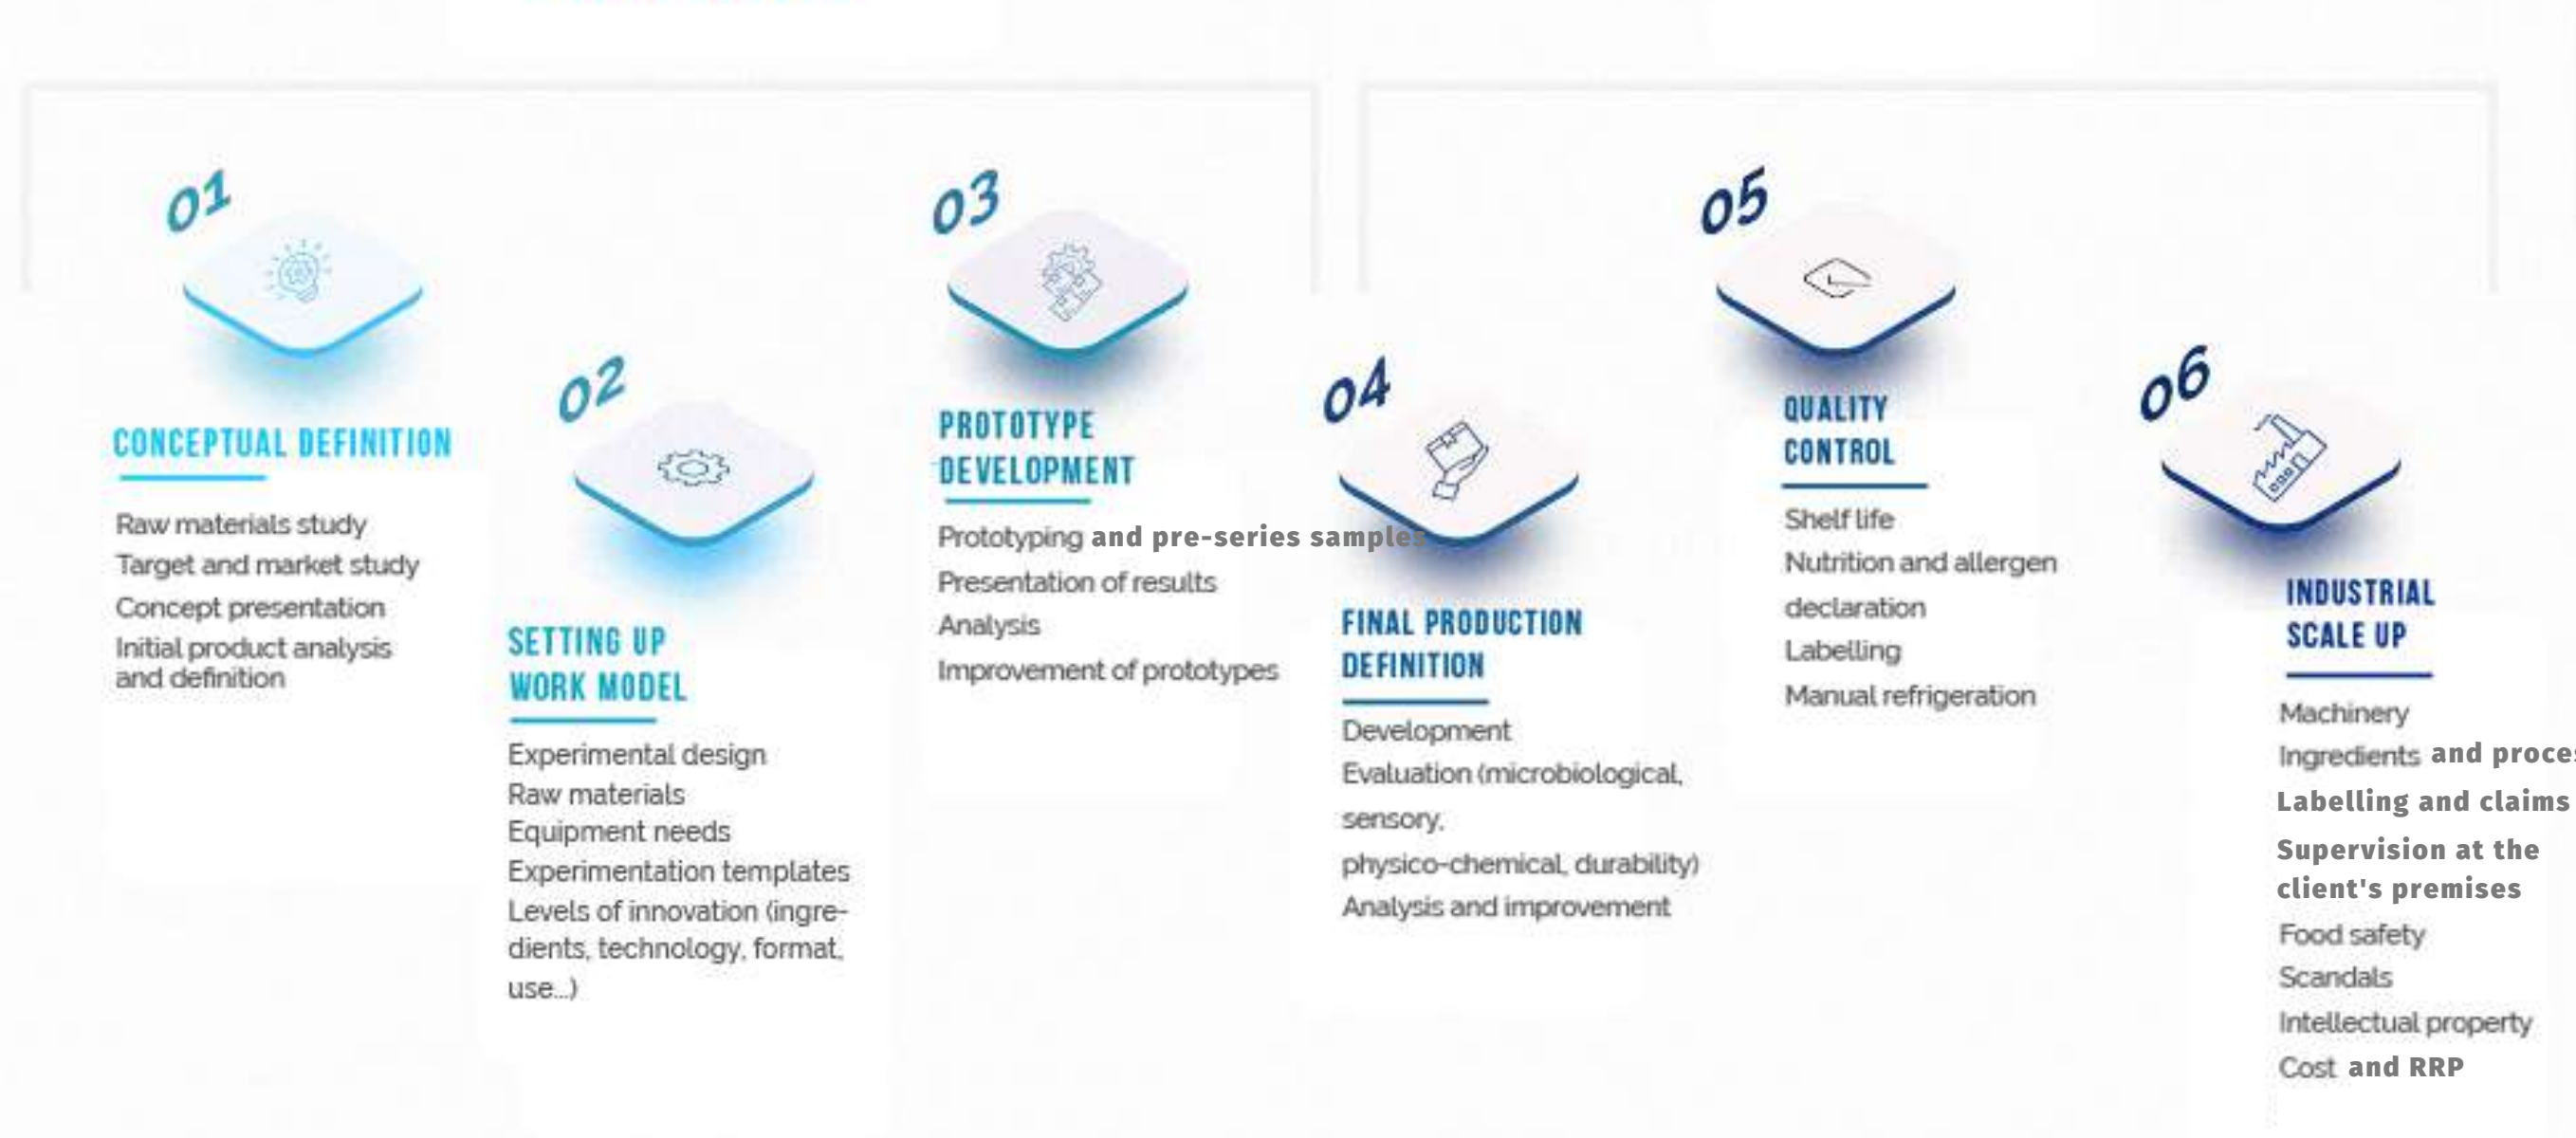 01
CONCEPTUAL DEFINITION
Raw materials study
Target and market study
Concept presentation
Initial product analysis
and definition
02
SETTING UP
WORK MODEL
Experimental design
Raw materials
Equipment needs
Experimentation templates
Levels of innovation (ingre-
dients, technology, format,
use...)
03
PROTOTYPE
DEVELOPMENT
Prototyping and pre-series samples
Presentation of results
Analysis
Improvement of prototypes
04
FINAL PRODUCTION
DEFINITION
Development
Evaluation (microbiological,
sensory,
physico-chemical, durability)
Analysis and improvement
05
QUALITY
CONTROL
Shelf life
Nutrition and allergen
declaration
Labelling
Manual refrigeration
06
INDUSTRIAL
SCALE UP
Machinery
Ingredients and
Labelling and claims
Supervision at the
client's premises
Food safety
Scandals
Intellectual property
Cost and RRP